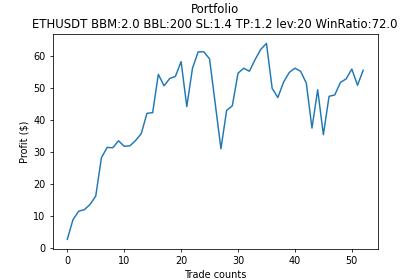 Portfolio
ETHUSDT BBM:2.0 BBL:200 SL:1.4 TP:1.2 lev:20 WinRatio:72.0
60
50
40
30
20
10
0
Profit ($)
0 10 20 30 40 50
Trade counts